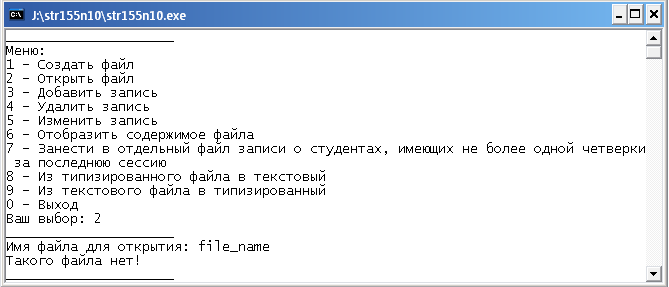 J:\str155n10\str155n10.exe
Меню:
1 - Создать файл
2 - Открыть файл
3 - Добавить запись
4 - Удалить запись
5 - Изменить запись
6 - Отобразить содержимое файла
7 - Занести в отдельный файл записи о студентах, имеющих не более одной четверки
за последнюю сессию
8 - Из типизированного файла в текстовый
9 - Из текстового файла в типизированный
0 - Выход
Ваш выбор: 2
Имя файла для открытия: file_name
Такого файла нет!